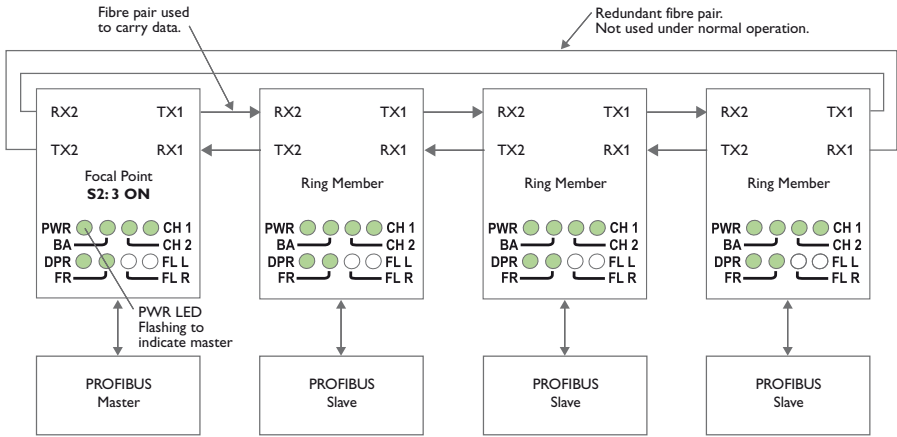 Fibre pair used
to carry data.
Redundant fibre pair.
Not used under normal operation.
RX2 TX1
TX2 RX1
Focal Point
S2: 3 ON
PWR CH 1
BA CH 2
DPR FL L
FR FL R
PWR LED
Flashing to
indicate master
PROFIBUS
Master
RX2 TX1
TX2 RX1
Ring Member
PWR CH 1
BA CH 2
DPR FL L
FR FL R
PROFIBUS
Slave
RX2 TX1
TX2 RX1
Ring Member
PWR CH 1
BA CH 2
DPR FL L
FR FL R
PROFIBUS
Slave
RX2 TX1
TX2 RX1
Ring Member
PWR CH 1
BA CH 2
DPR FL L
FR FL R
PROFIBUS
Slave